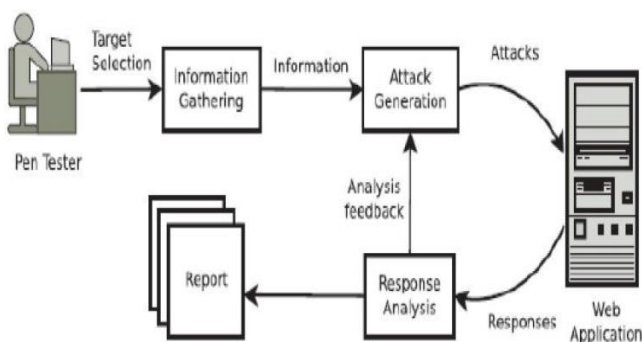 Target
Selection
Pen Tester
Information
Gathering
Information
Attack
Generation
Attacks
Analysis
feedback
Report
Response
Analysis
Responses
Web
Application